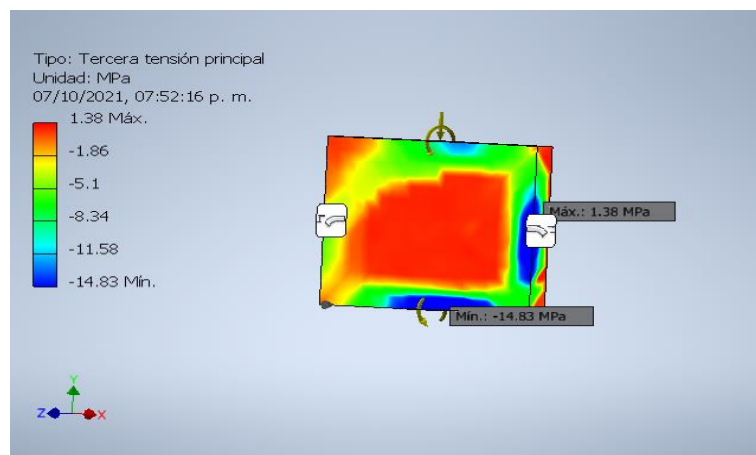 Tipo: Tercera tensión principal
Unidad: MPa
07/10/2021, 07:52:16 p. m.
1.38 Máx.
-1.86
-5.1
-8.34
-11.58
-14.83 Mín.
Máx.: 1.38 MPa
Mín.: -14.83 MPa
Y
Z
X